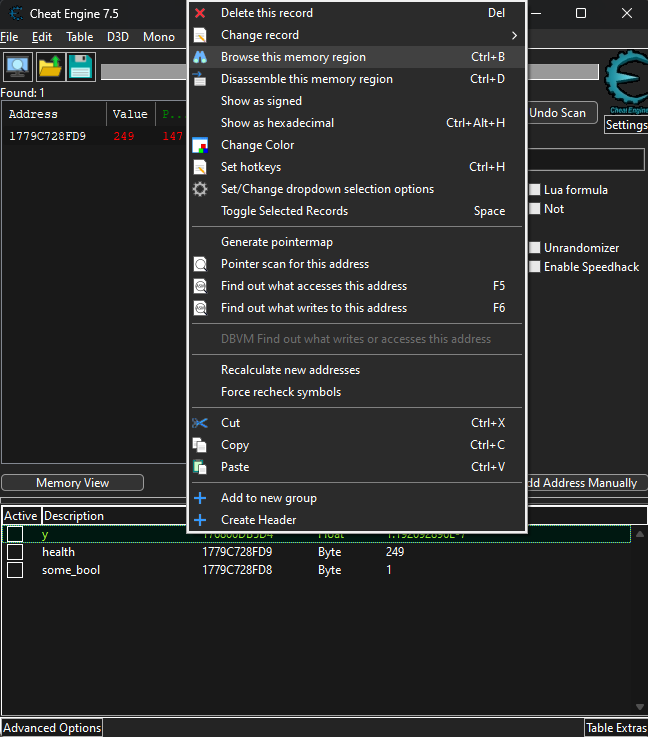 Cheat Engine 7.5
File Edit Table D3D Mono
Found: 1
Address Value P..
1779C728FD9 249 147
Delete this record Del
Change record
Browse this memory region Ctrl+B
Disassemble this memory region Ctrl+D
Show as signed
Show as hexadecimal Ctrl+Alt+H
Change Color
Set hotkeys Ctrl+H
Set/Change dropdown selection options
Toggle Selected Records Space
Generate pointermap
Pointer scan for this address
Find out what accesses this address F5
Find out what writes to this address F6
DBVM Find out what writes or accesses this address
Recalculate new addresses
Force recheck symbols
Cut Ctrl+X
Copy Ctrl+C
Paste Ctrl+V
Add to new group
Create Header
Cheat Engine
Undo Scan
Settings
Lua formula
Not
Unrandomizer
Enable Speedhack
Memory View
dd Address Manually
Active Description
y
health 1779C728FD9 Byte 249
some_bool 1779C728FD8 Byte 1
Advanced Options Table Extras